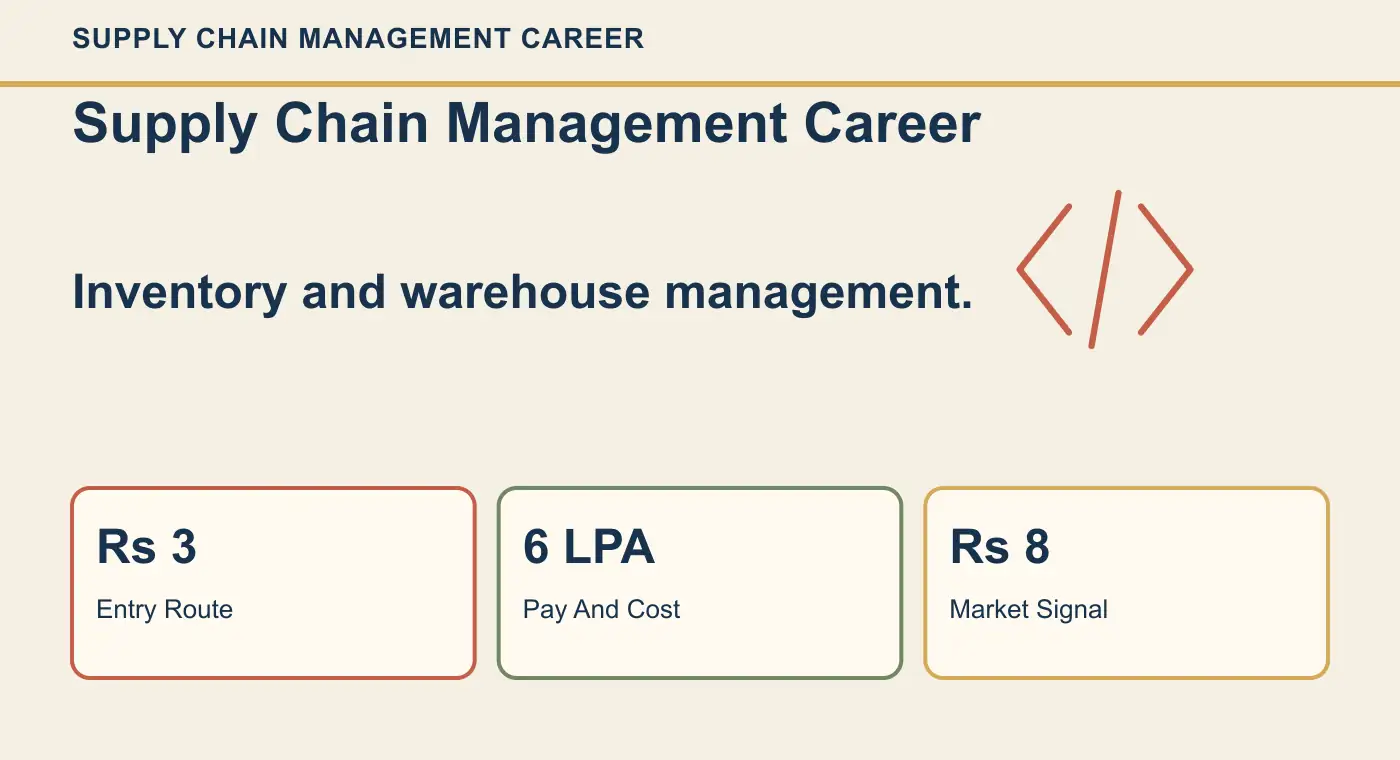 SUPPLY CHAIN MANAGEMENT CAREER
Supply Chain Management Career
Inventory and warehouse management.
Rs 3
Entry Route
6 LPA
Pay And Cost
Rs 8
Market Signal